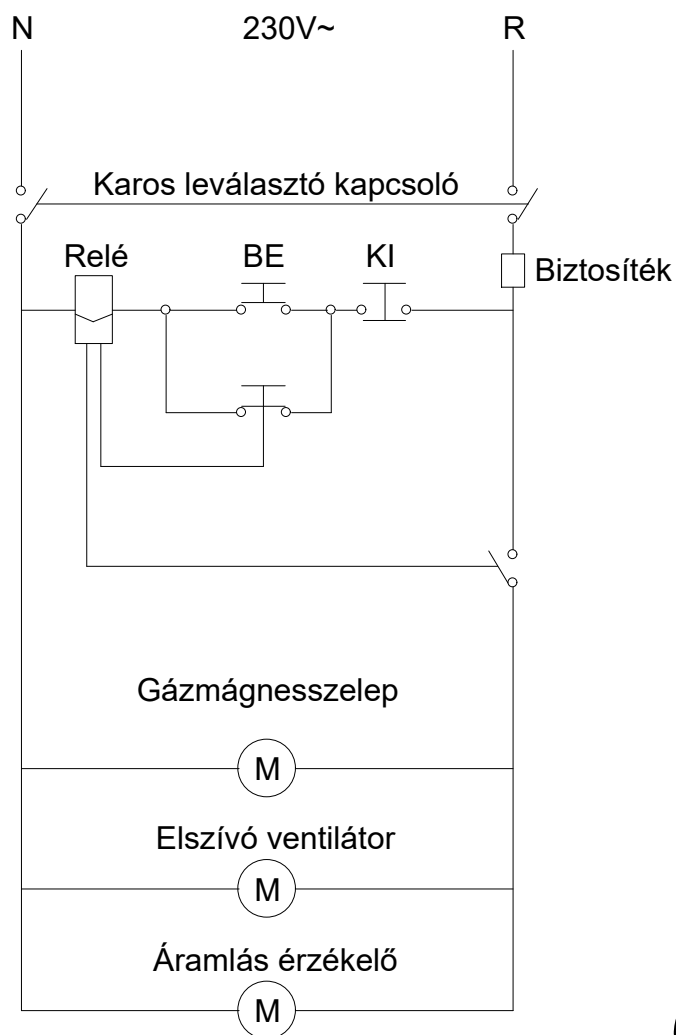 N 230V~ R
Karos leválasztó kapcsoló
Relé BE KI Biztosíték
Gázmágnesszelep
M
Elszívó ventilátor
M
Áramlás érzékelő
M